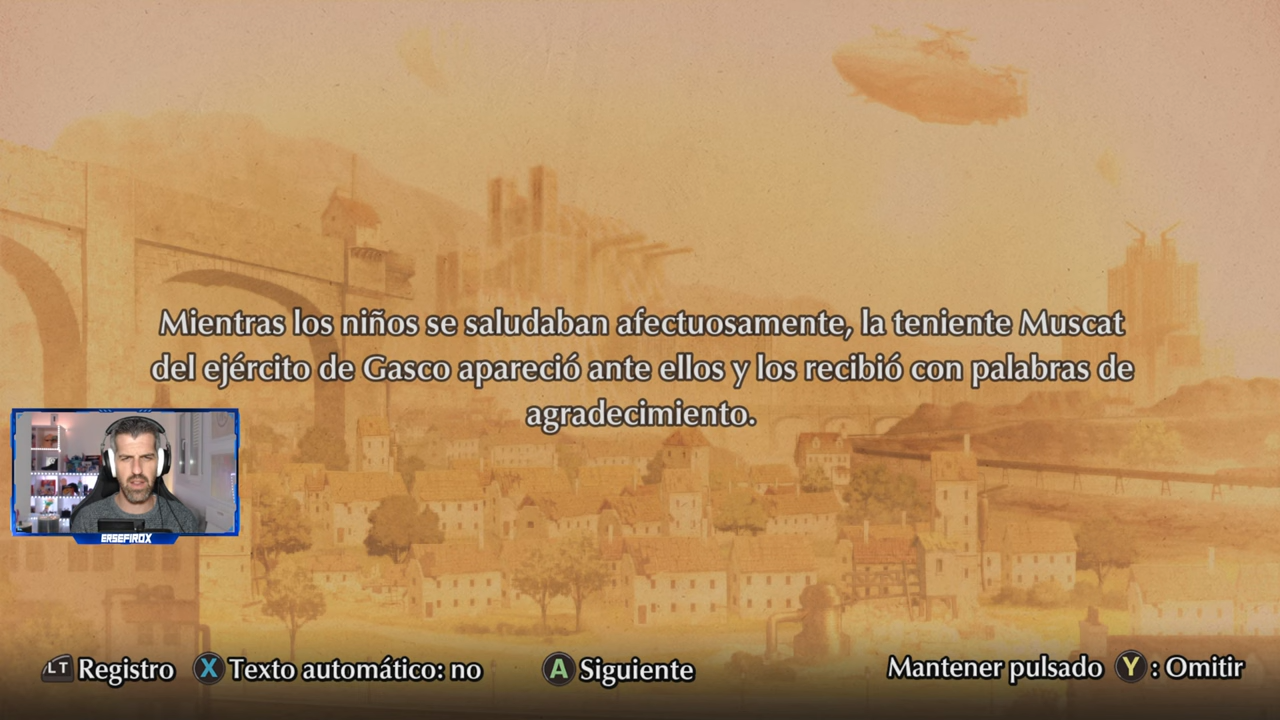 Mientras los niños se saludaban afectuosamente, la teniente Muscat
del ejército de Gasco apareció ante ellos y los recibió con palabras de
agradecimiento.
ERSEFIROX
LT Registro X Texto automático: no A Siguiente Mantener pulsado Y : Omitir